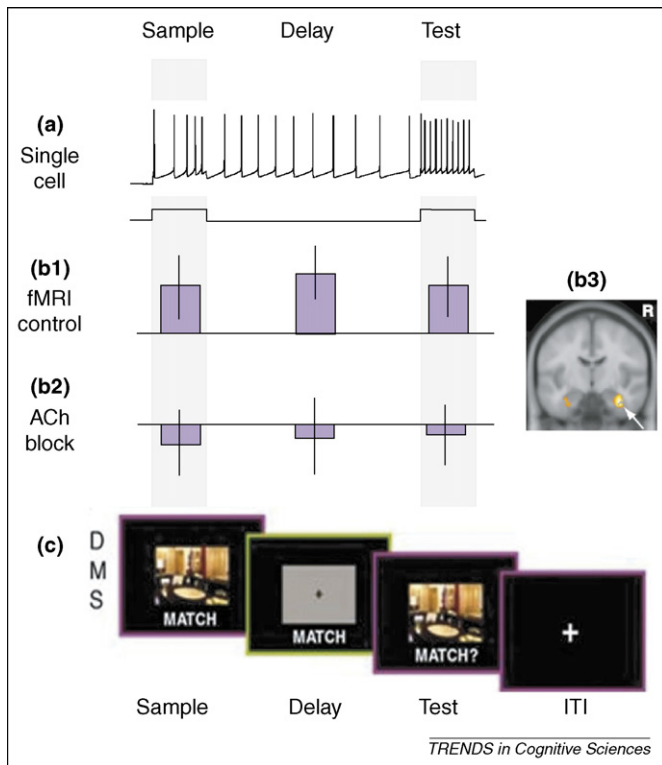 Sample Delay Test
(a)
Single
cell
(b1)
fMRI
control
(b3)
R
(b2)
ACh
block
(c)
D
M
S
MATCH
MATCH
MATCH?
+
Sample Delay Test ITI
TRENDS in Cognitive Sciences